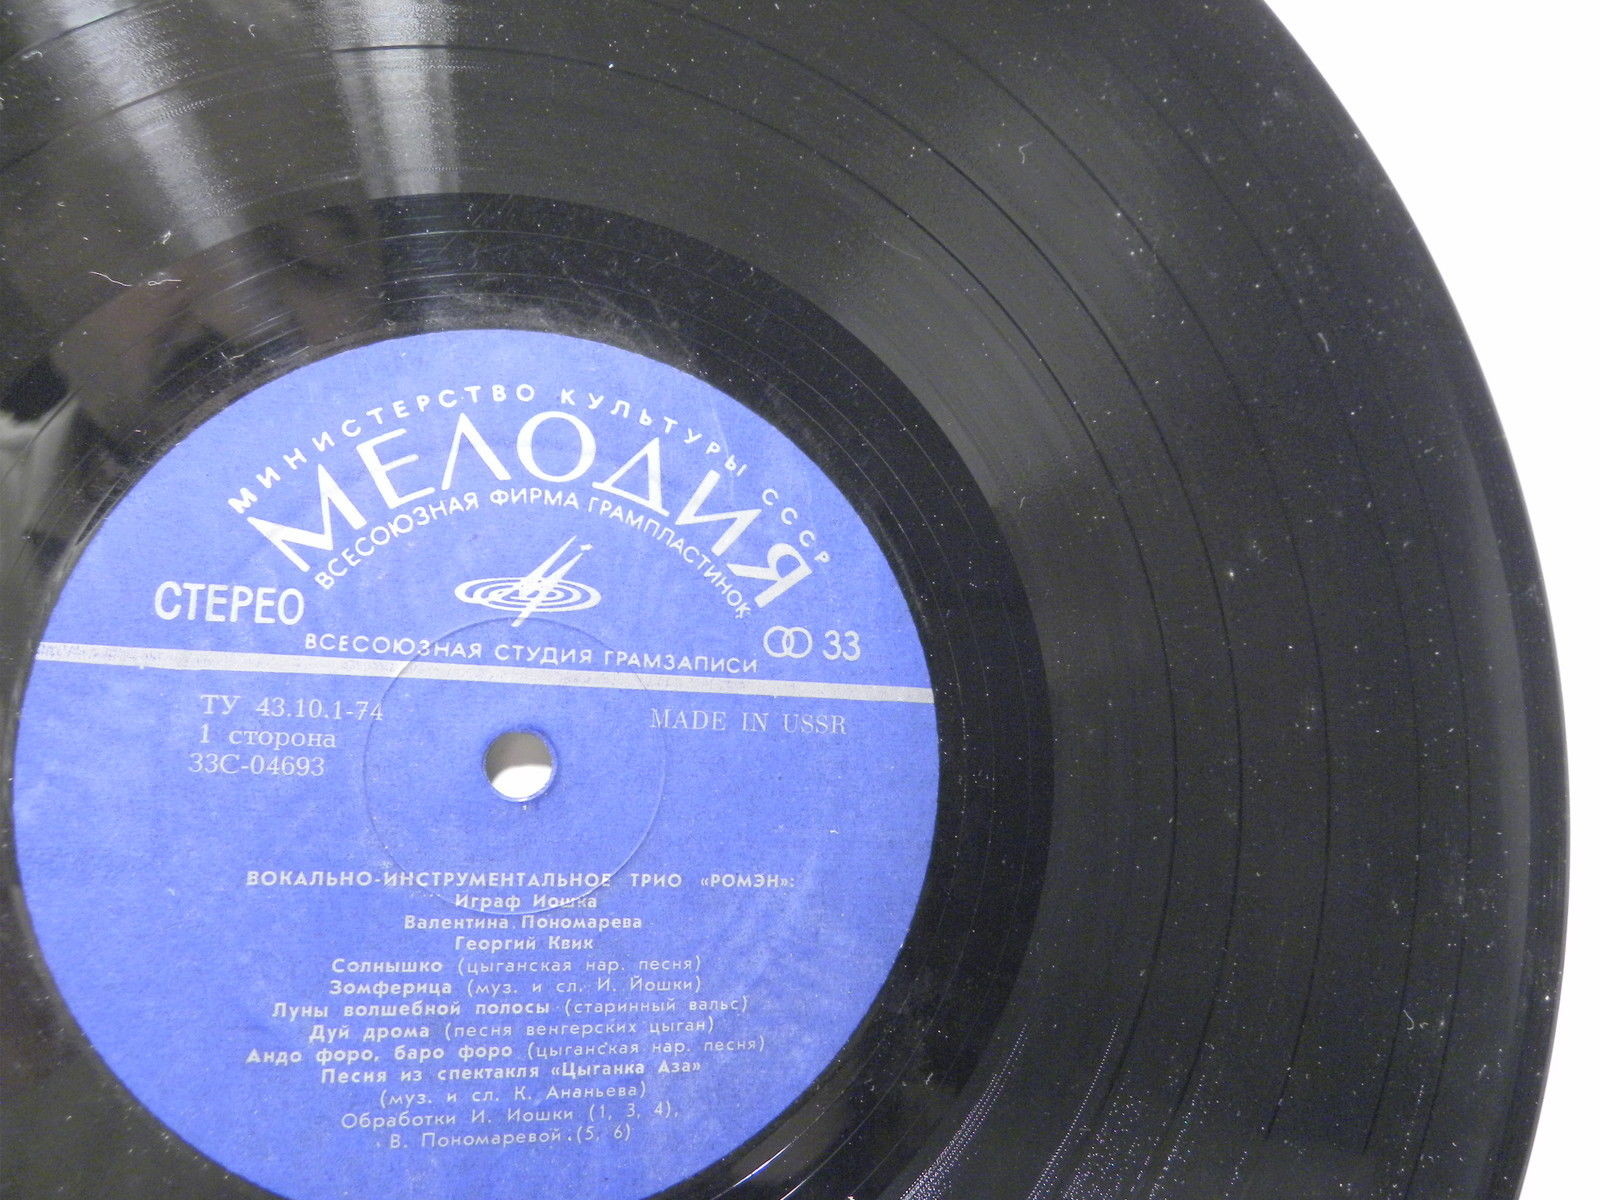 МИНИСТЕРСТВО КУЛЬТУРЫ СССР
МЕЛОДИЯ
ВСЕСОЮЗНАЯ ФИРМА ГРАМПЛАСТИНОК
СТЕРЕО
33
ВСЕСОЮЗНАЯ СТУДИЯ ГРАМЗАПИСИ
ТУ 43.10.1-74
MADE IN USSR
1 сторона
33С-04693
ВОКАЛЬНО-ИНСТРУМЕНТАЛЬНОЕ ТРИО «РОМЭН»:
Играф Иошка
Валентина Пономарева
Георгий Квик
Солнышко (цыганская нар. песня)
Зомферица (муз. и сл. И. Йошки)
Луны волшебной полосы (старинный вальс)
Дуй дрома (песня венгерских цыган)
Андо форо, баро форо (цыганская нар. песня)
Песня из спектакля «Цыганка Аза»
(муз. и сл. К. Ананьева)
Обработки И. Иошки (1, 3, 4),
В. Пономаревой (5, 6)